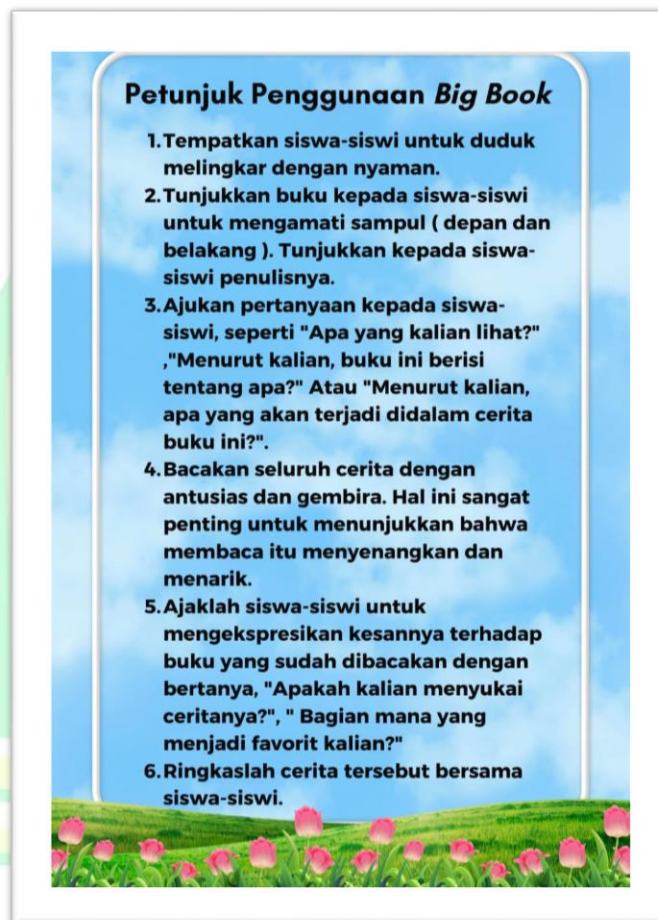 Petunjuk Penggunaan Big Book
1.Tempatkan siswa-siswi untuk duduk
melingkar dengan nyaman.
2.Tunjukkan buku kepada siswa-siswi
untuk mengamati sampul ( depan dan
belakang ). Tunjukkan kepada siswa-
siswi penulisnya.
3.Ajukan pertanyaan kepada siswa-
siswi, seperti "Apa yang kalian lihat?"
,"Menurut kalian, buku ini berisi
tentang apa?" Atau "Menurut kalian,
apa yang akan terjadi didalam cerita
buku ini?".
4.Bacakan seluruh cerita dengan
antusias dan gembira. Hal ini sangat
penting untuk menunjukkan bahwa
membaca itu menyenangkan dan
menarik.
5.Ajaklah siswa-siswi untuk
mengekspresikan kesannya terhadap
buku yang sudah dibacakan dengan
bertanya, "Apakah kalian menyukai
ceritanya?", " Bagian mana yang
menjadi favorit kalian?"
6.Ringkaslah cerita tersebut bersama
siswa-siswi.